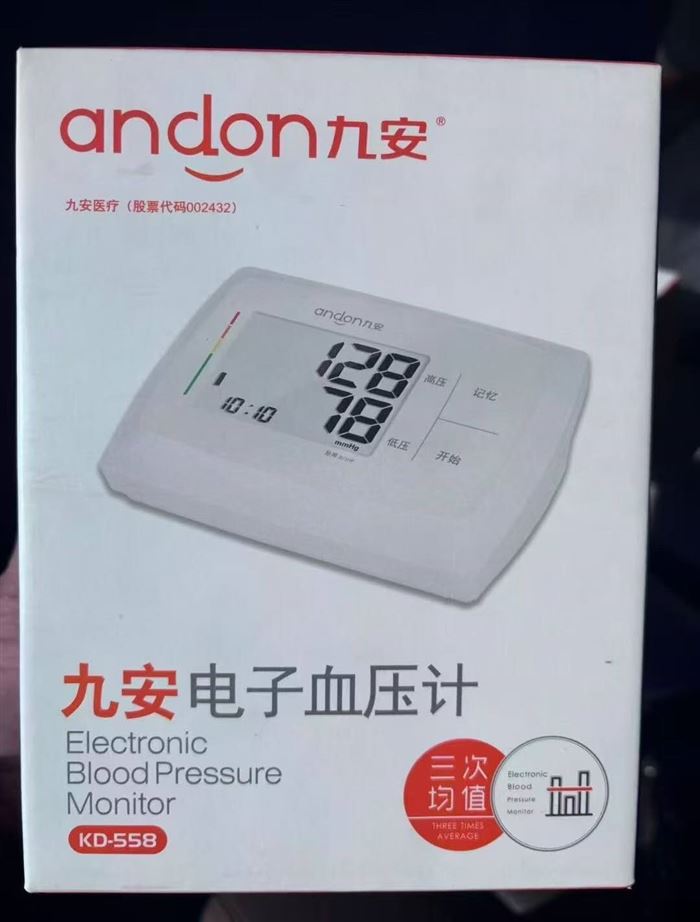 andon九安®
九安医疗（股票代码002432）
andon九安
128
78
10:10
mmHg
高压
低压
记忆
开始
九安电子血压计
Electronic
Blood Pressure
Monitor
KD-558
三次
均值
THREE TIMES
AVERAGE
Electronic
Blood
Pressure
Monitor